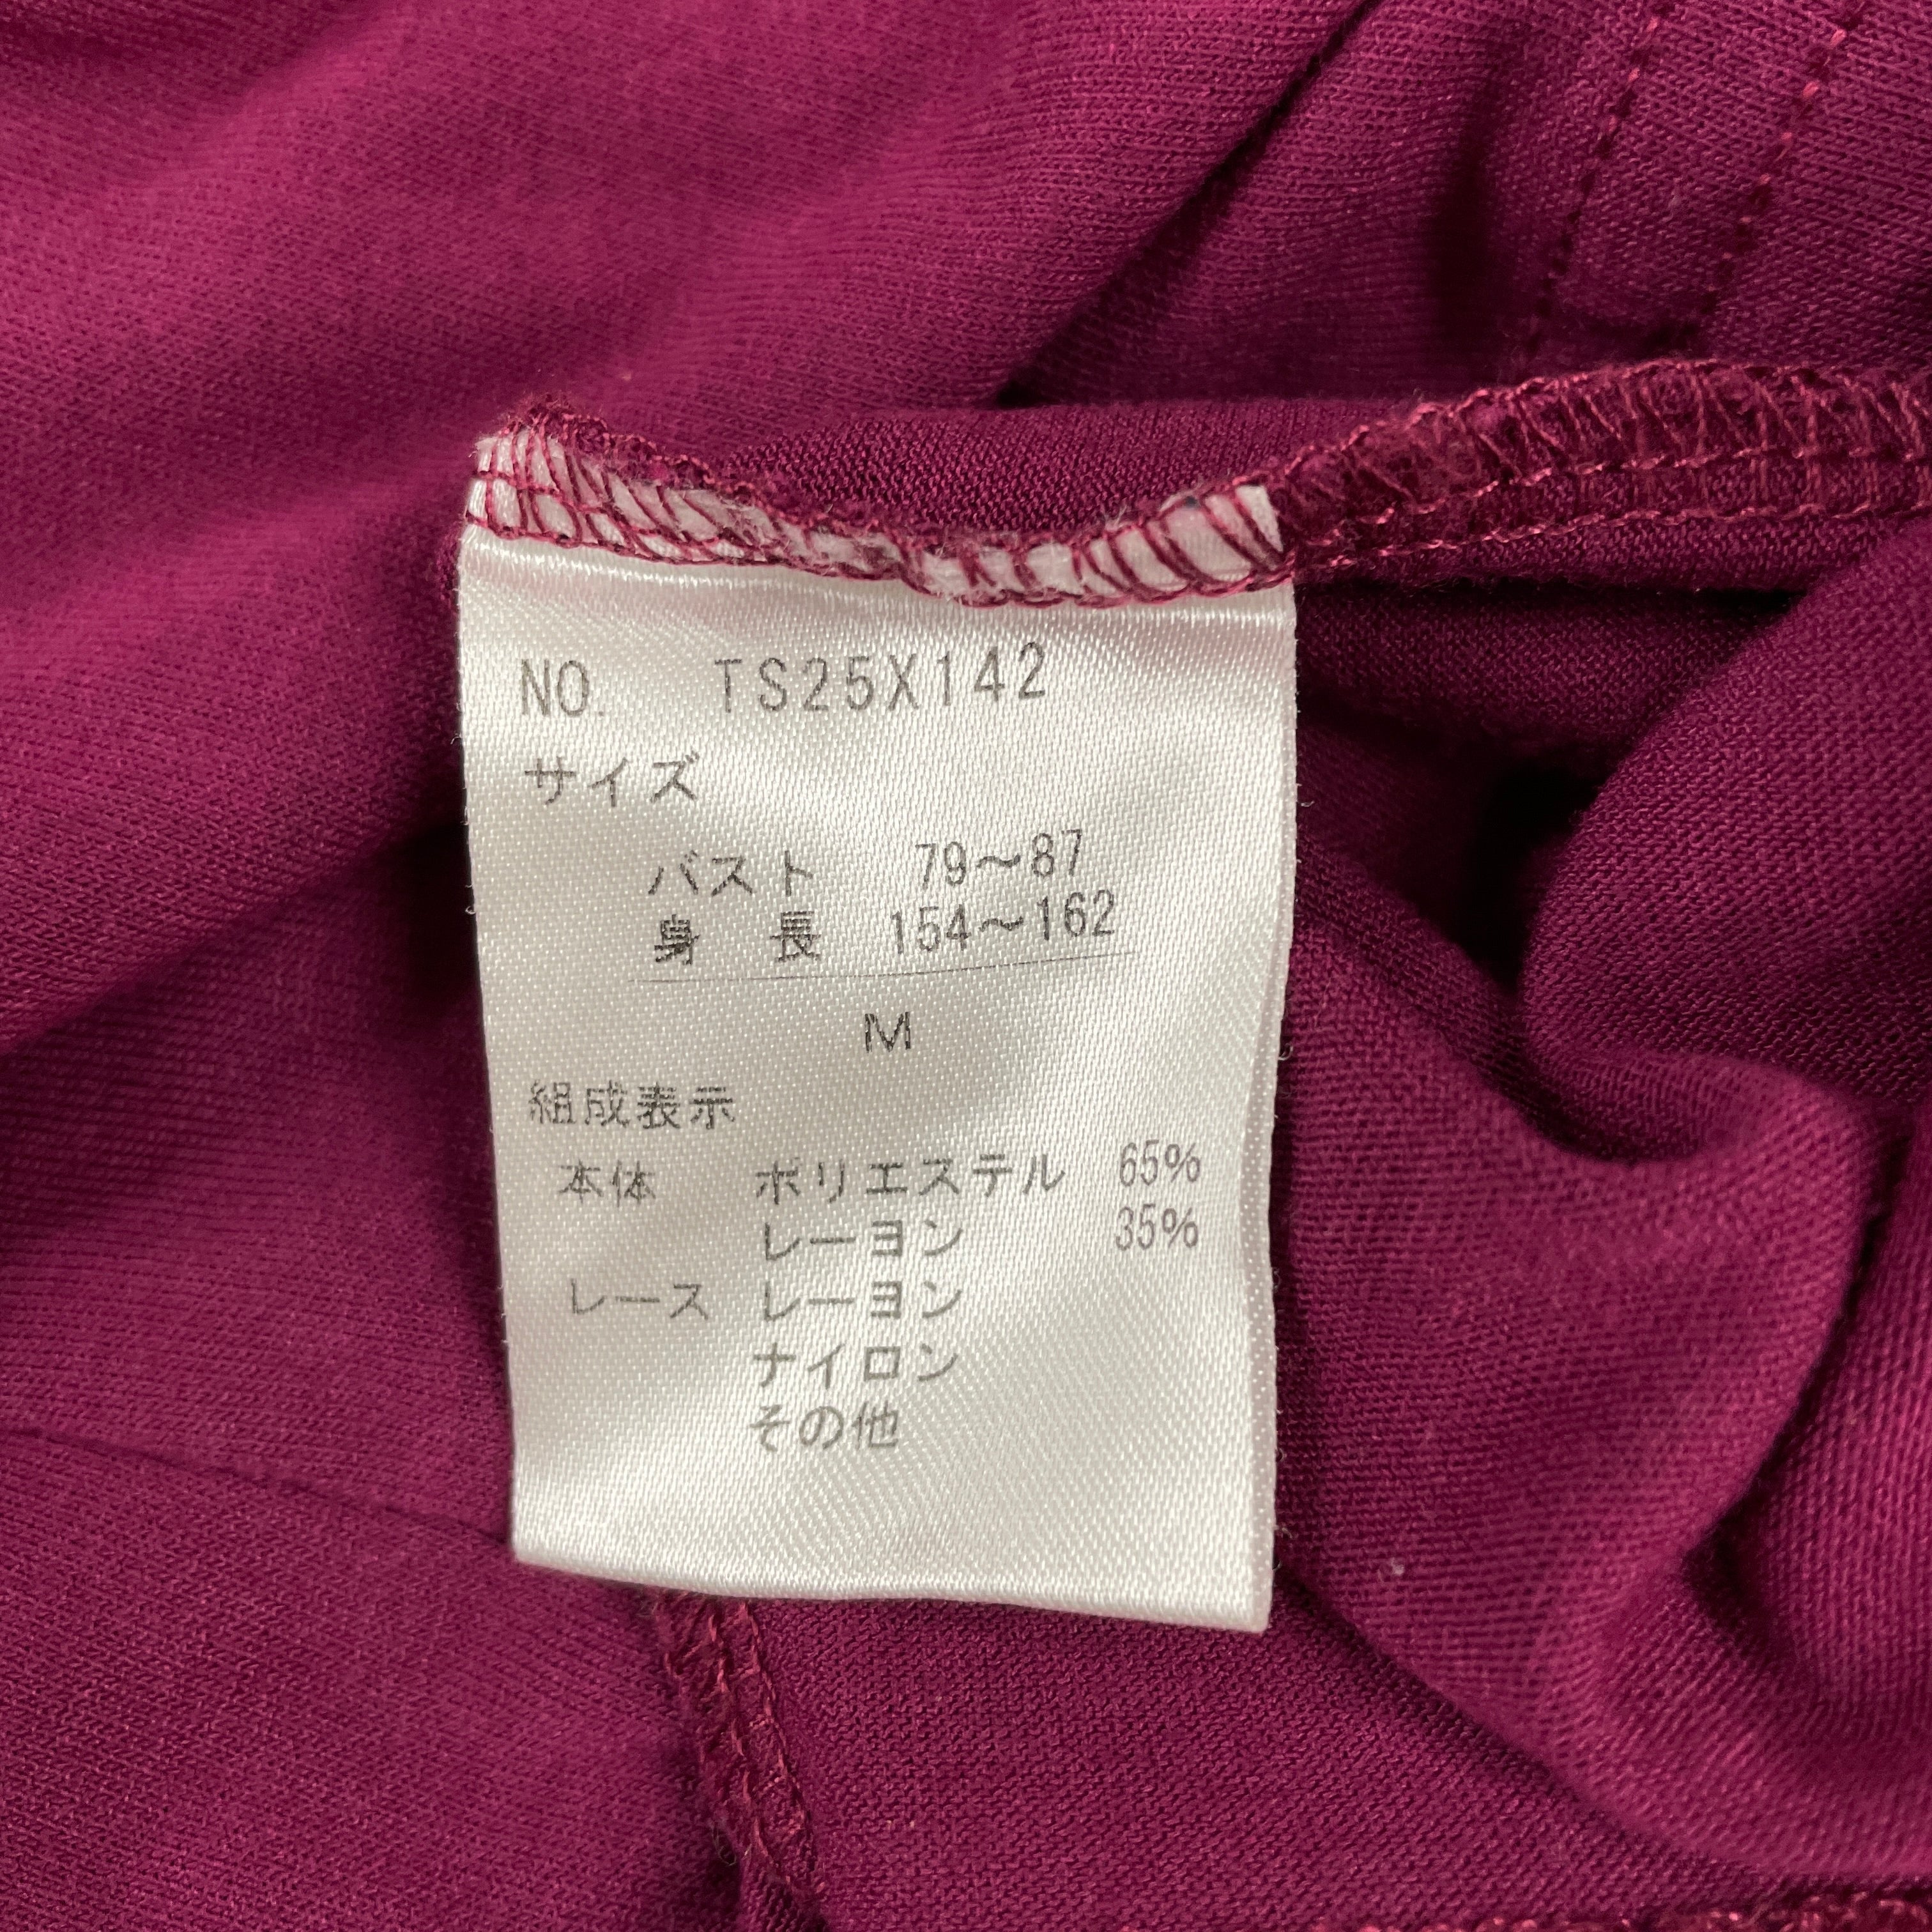 NO. TS25X142
サイズ
バスト 79〜87
身長 154〜162
M
組成表示
本体 ポリエステル 65%
レーヨン 35%
レース レーヨン
ナイロン
その他